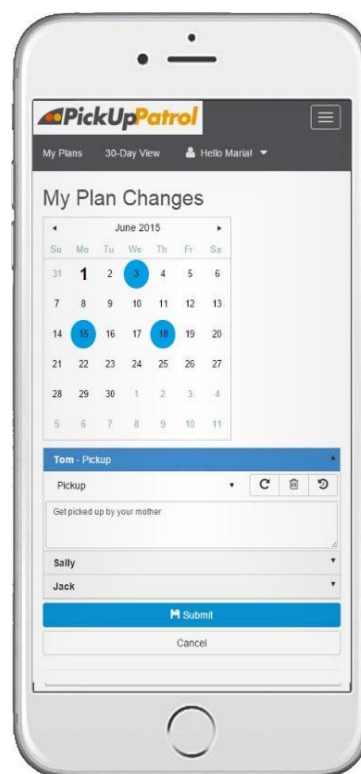 PickUpPatrol
My Plans 30-Day View Hello Maria!
My Plan Changes
June 2015
Su Mo Tu We Th Fr Sa
31 1 2 3 4 5 6
7 8 9 10 11 12 13
14 15 16 17 18 19 20
21 22 23 24 25 26 27
28 29 30 1 2 3 4
5 6 7 8 9 10 11
Tom - Pickup
Pickup
Get picked up by your mother
Sally
Jack
Submit
Cancel